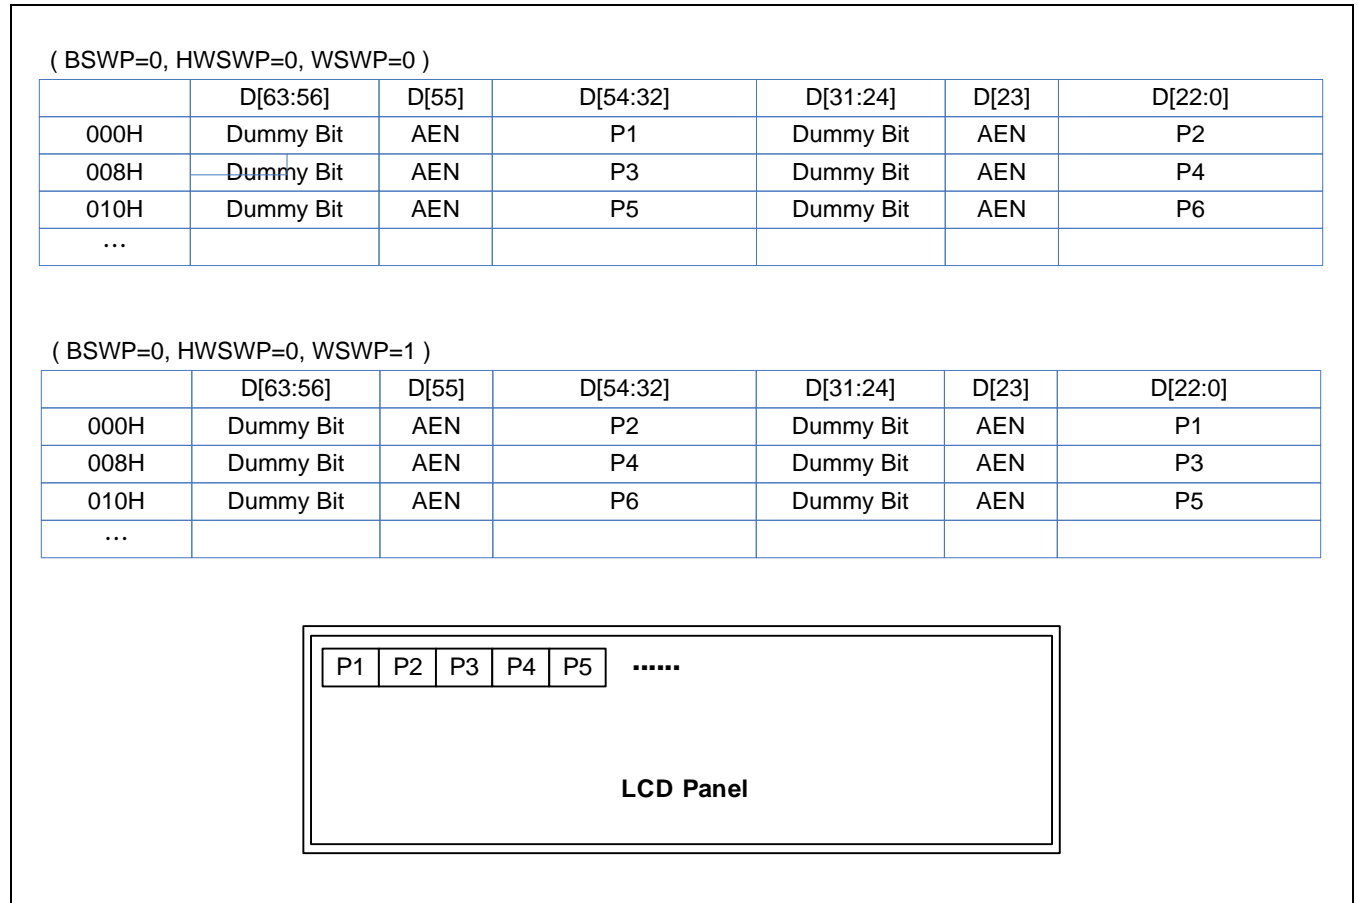 ( BSWP=0, HWSWP=0, WSWP=0 )
D[63:56] D[55] D[54:32] D[31:24] D[23] D[22:0]
000H Dummy Bit AEN P1 Dummy Bit AEN P2
008H Dummy Bit AEN P3 Dummy Bit AEN P4
010H Dummy Bit AEN P5 Dummy Bit AEN P6
…
( BSWP=0, HWSWP=0, WSWP=1 )
D[63:56] D[55] D[54:32] D[31:24] D[23] D[22:0]
000H Dummy Bit AEN P2 Dummy Bit AEN P1
008H Dummy Bit AEN P4 Dummy Bit AEN P3
010H Dummy Bit AEN P6 Dummy Bit AEN P5
…
P1 P2 P3 P4 P5 ......
LCD Panel